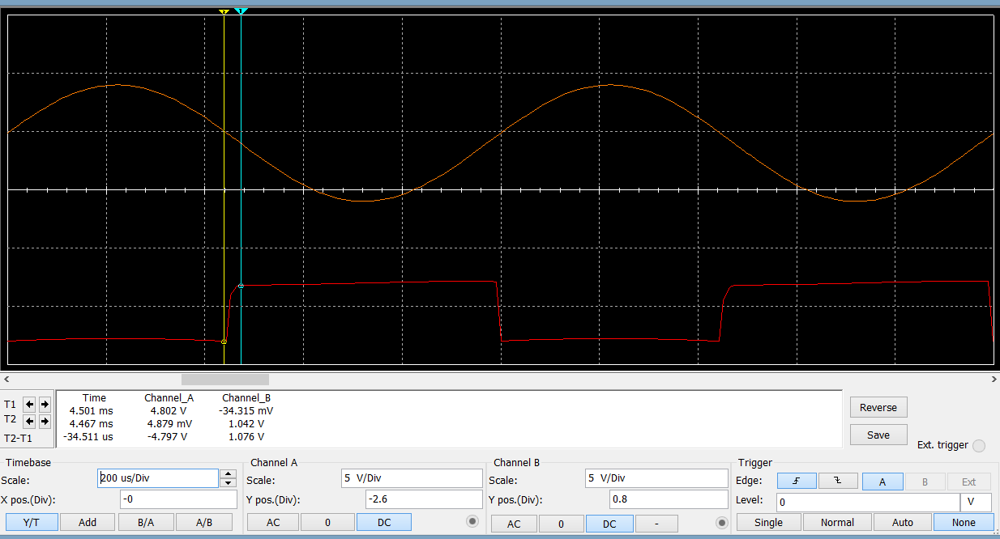 2 1
Time Channel_A Channel_B
T1 4.501 ms 4.802 V -34.315 mV
T2 4.467 ms 4.879 mV 1.042 V
T2-T1 -34.511 us -4.797 V 1.076 V
Reverse
Save
Ext. trigger
Timebase Channel A Channel B Trigger
Scale: 200 us/Div Scale: 5 V/Div Scale: 5 V/Div Edge: A B Ext
X pos.(Div): -0 Y pos.(Div): -2.6 Y pos.(Div): 0.8 Level: 0 V
Y/T Add B/A A/B AC 0 DC AC 0 DC - Single Normal Auto None